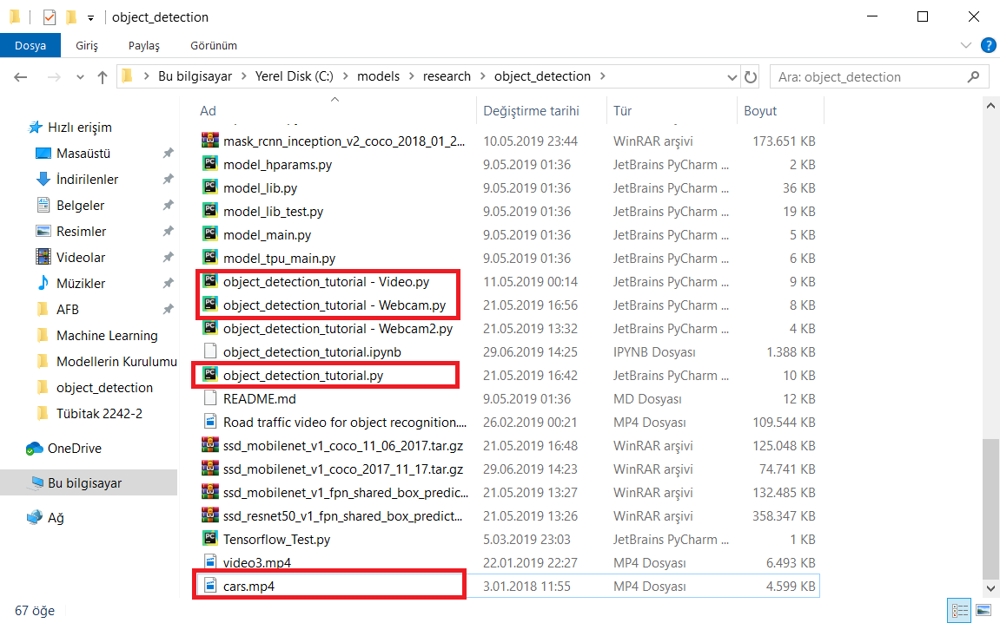 object_detection
Dosya Giriş Paylaş Görünüm
Bu bilgisayar Yerel Disk (C:) models research object_detection Ara: object_detection
Hızlı erişim
Masaüstü
İndirilenler
Belgeler
Resimler
Videolar
Müzikler
AFB
Machine Learning
Modellerin Kurulumu
object_detection
Tübitak 2242-2
OneDrive
Bu bilgisayar
Ağ
Ad Değiştirme tarihi Tür Boyut
mask_rcnn_inception_v2_coco_2018_01_2... 10.05.2019 23:44 WinRAR arşivi 173.651 KB
model_hparams.py 9.05.2019 01:36 JetBrains PyCharm ... 2 KB
model_lib.py 9.05.2019 01:36 JetBrains PyCharm ... 36 KB
model_lib_test.py 9.05.2019 01:36 JetBrains PyCharm ... 19 KB
model_main.py 9.05.2019 01:36 JetBrains PyCharm ... 5 KB
model_tpu_main.py 9.05.2019 01:36 JetBrains PyCharm ... 6 KB
object_detection_tutorial - Video.py 11.05.2019 00:14 JetBrains PyCharm ... 9 KB
object_detection_tutorial - Webcam.py 21.05.2019 16:56 JetBrains PyCharm ... 8 KB
object_detection_tutorial - Webcam2.py 21.05.2019 13:32 JetBrains PyCharm ... 4 KB
object_detection_tutorial.ipynb 29.06.2019 14:25 IPYNB Dosyası 1.388 KB
object_detection_tutorial.py 21.05.2019 16:42 JetBrains PyCharm ... 10 KB
README.md 9.05.2019 01:36 MD Dosyası 12 KB
Road traffic video for object recognition.... 26.02.2019 00:21 MP4 Dosyası 109.544 KB
ssd_mobilenet_v1_coco_11_06_2017.tar.gz 21.05.2019 16:48 WinRAR arşivi 125.048 KB
ssd_mobilenet_v1_coco_2017_11_17.tar.gz 29.06.2019 14:23 WinRAR arşivi 74.741 KB
ssd_mobilenet_v1_fpn_shared_box_predic... 21.05.2019 13:27 WinRAR arşivi 132.485 KB
ssd_resnet50_v1_fpn_shared_box_predict... 21.05.2019 13:26 WinRAR arşivi 358.347 KB
Tensorflow_Test.py 5.03.2019 23:03 JetBrains PyCharm ... 1 KB
video3.mp4 22.01.2019 22:27 MP4 Dosyası 6.493 KB
cars.mp4 3.01.2018 11:55 MP4 Dosyası 4.599 KB
67 öğe